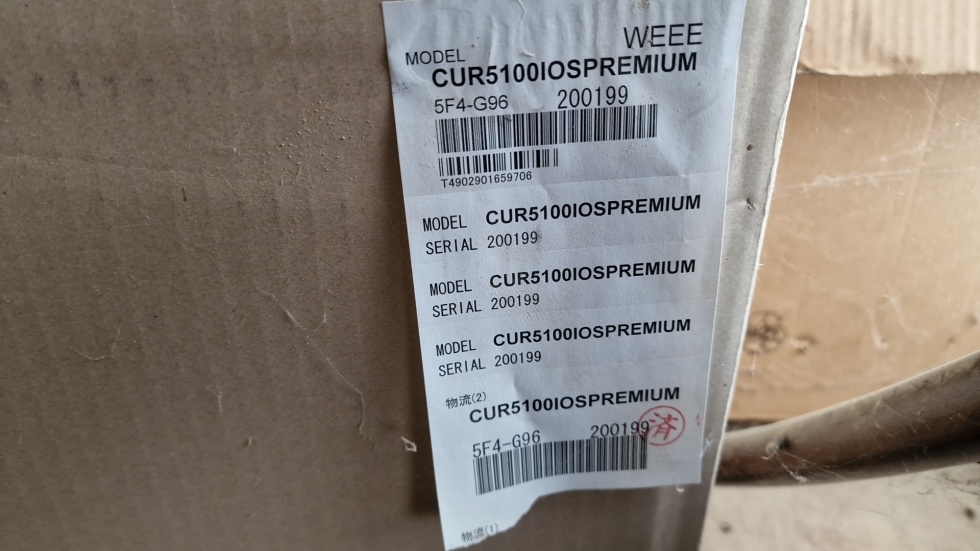 WEEE
MODEL
CUR5100IOSPREMIUM
5F4-G96 200199
T4902901659706
MODEL CUR5100IOSPREMIUM
SERIAL 200199
MODEL CUR5100IOSPREMIUM
SERIAL 200199
MODEL CUR5100IOSPREMIUM
SERIAL 200199
物流(2)
CUR5100IOSPREMIUM
5F4-G96 200199
済
物流(1)